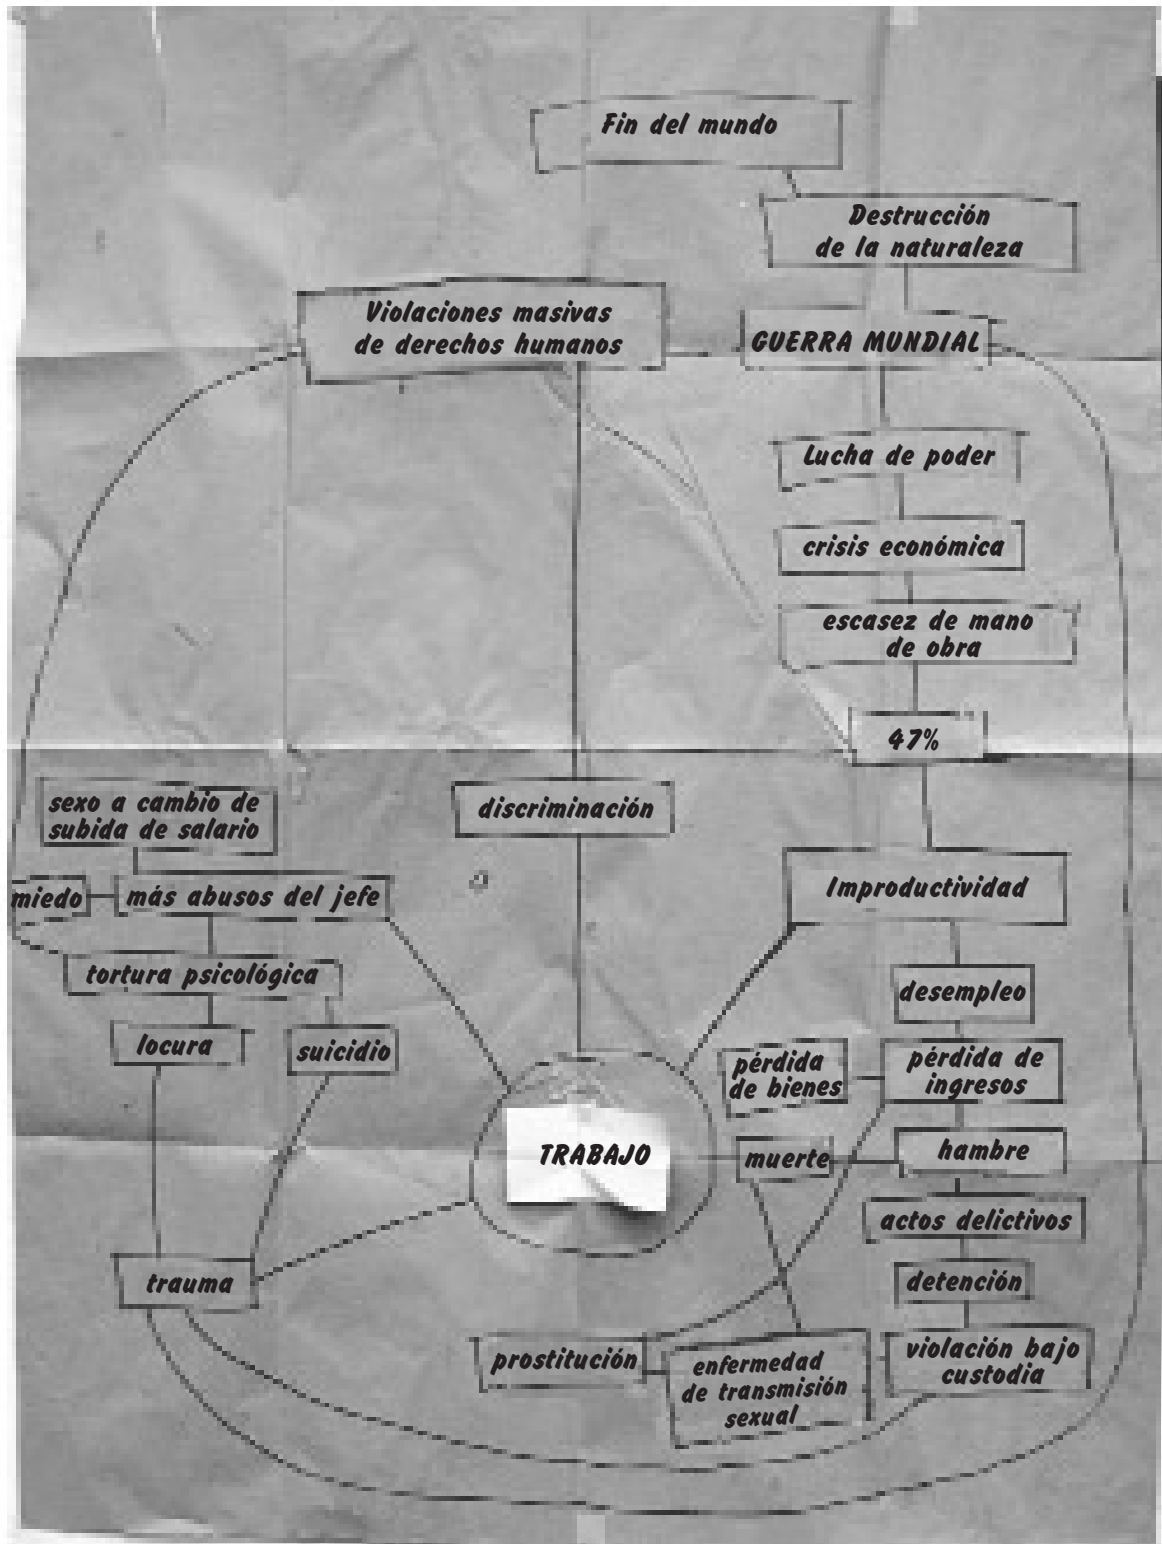 Fin del mundo
Destrucción
de la naturaleza
Violaciones masivas
de derechos humanos
GUERRA MUNDIAL
Lucha de poder
crisis económica
escasez de mano
de obra
47%
sexo a cambio de
subida de salario
discriminación
miedo
más abusos del jefe
Improductividad
tortura psicológica
desempleo
locura
suicidio
pérdida
de bienes
pérdida de
ingresos
TRABAJO
muerte
hambre
actos delictivos
trauma
detención
prostitución
enfermedad
de transmisión
sexual
violación bajo
custodia